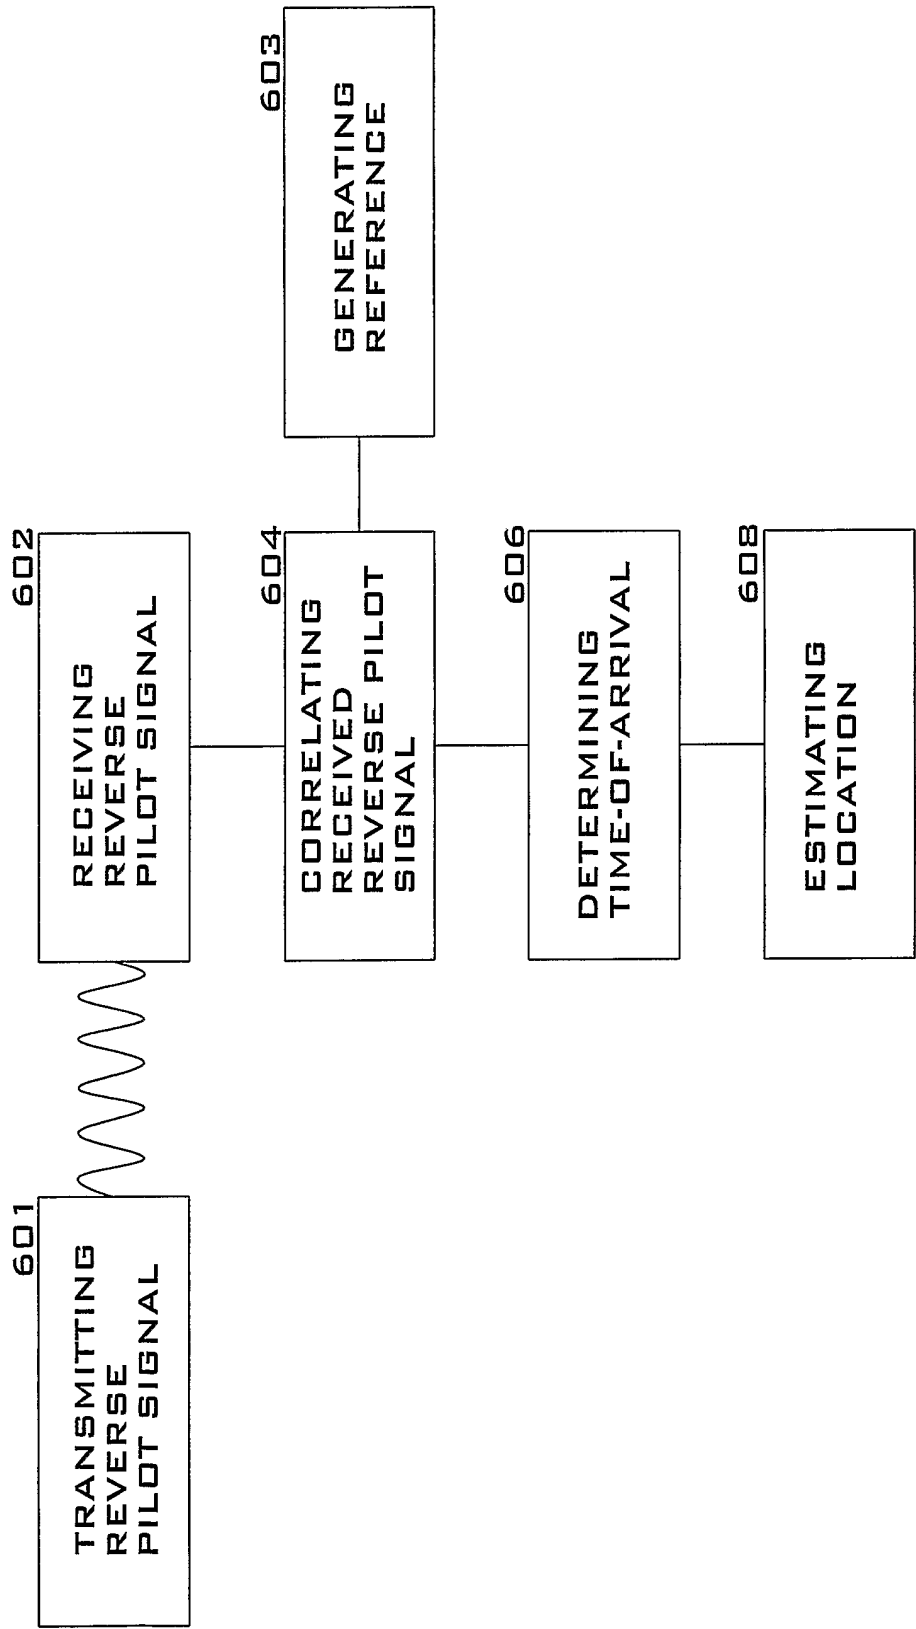 601
TRANSMITTING
REVERSE
PILOT SIGNAL
602
RECEIVING
REVERSE
PILOT SIGNAL
603
GENERATING
REFERENCE
604
CORRELATING
RECEIVED
REVERSE PILOT
SIGNAL
606
DETERMINING
TIME-OF-ARRIVAL
608
ESTIMATING
LOCATION